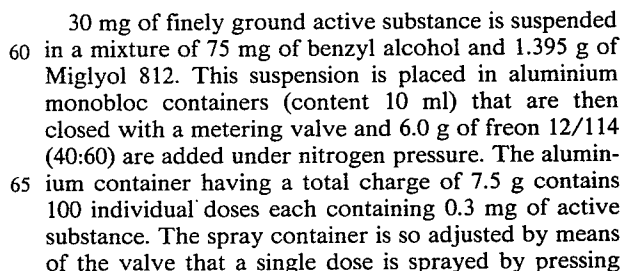 30 mg of finely ground active substance is suspended
60 in a mixture of 75 mg of benzyl alcohol and 1.395 g of
Miglyol 812. This suspension is placed in aluminium
monobloc containers (content 10 ml) that are then
closed with a metering valve and 6.0 g of freon 12/114
(40:60) are added under nitrogen pressure. The alumin-
65 ium container having a total charge of 7.5 g contains
100 individual doses each containing 0.3 mg of active
substance. The spray container is so adjusted by means
of the valve that a single dose is sprayed by pressing